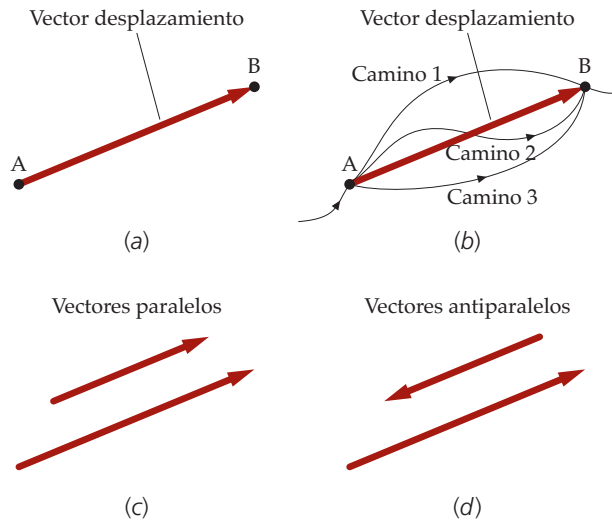 Vector desplazamiento
B
A
(a)
Vector desplazamiento
B
Camino 1
A
Camino 2
Camino 3
(b)
Vectores paralelos
(c)
Vectores antiparalelos
(d)